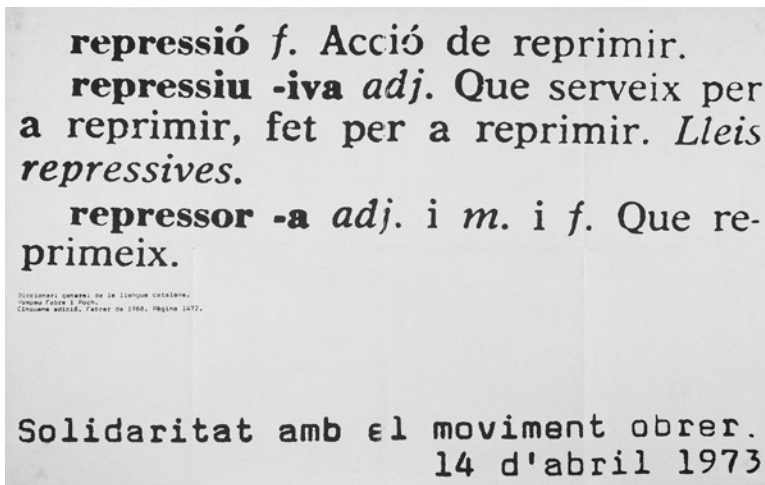 repressió f. Acció de reprimir.
repressiu -iva adj. Que serveix per
a reprimir, fet per a reprimir. Lleis
repressives.
repressor -a adj. i m. i f. Que re-
primeix.
Diccionari general de la llengua catalana.
Pompeu Fabra i Poch.
Cinquena edició. Febrer de 1968. Pàgina 1472.
Solidaritat amb el moviment obrer.
14 d'abril 1973